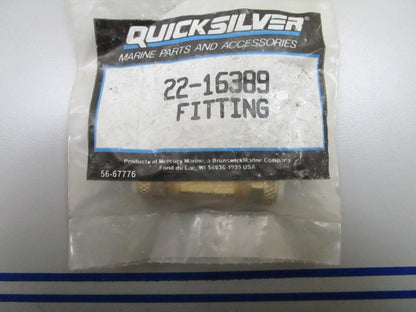 QUICKSILVER
MARINE PARTS AND ACCESSORIES
22-16389
FITTING
Products of Mercury Marine, a Brunswick Marine Company
Fond du Lac, WI 54936-1939 USA
56-67776